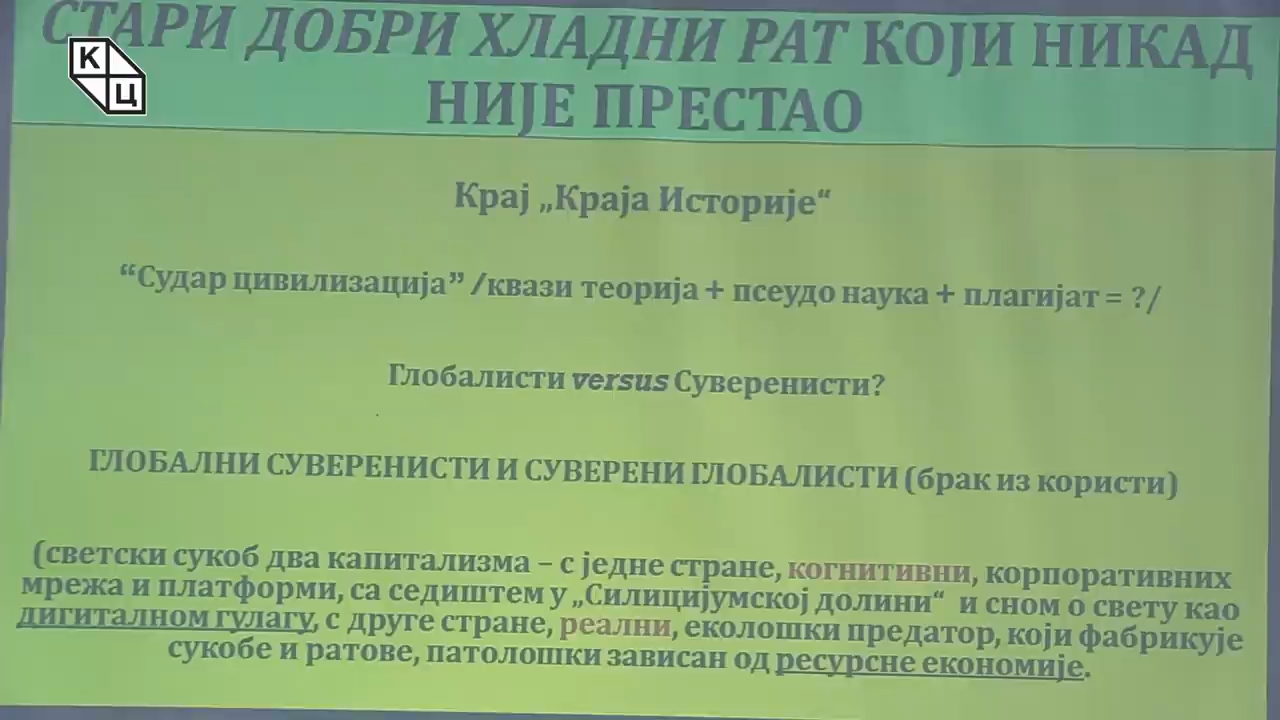 СТАРИ ДОБРИ ХЛАДНИ РАТ КОЈИ НИКАД
НИЈЕ ПРЕСТАО
К
Ц
Крај „Краја Историје“
“Судар цивилизација” /квази теорија + псеудо наука + плагијат = ?/
Глобалисти versus Суверенисти?
ГЛОБАЛНИ СУВЕРЕНИСТИ И СУВЕРЕНИ ГЛОБАЛИСТИ (брак из користи)
(светски сукоб два капитализма – с једне стране, когнитивни, корпоративних
мрежа и платформи, са седиштем у „Силицијумској долини“ и сном о свету као
дигиталном гулагу, с друге стране, реални, еколошки предатор, који фабрикује
сукобе и ратове, патолошки зависан од ресурсне економије.